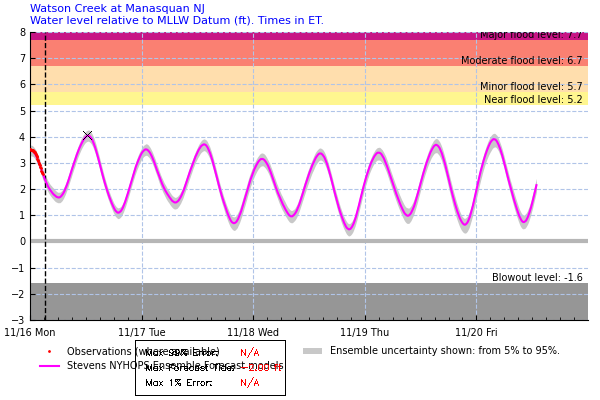 Watson Creek at Manasquan NJ
Water level relative to MLLW Datum (ft). Times in ET.
8
Major flood level: 7.7
7
Moderate flood level: 6.7
6
Minor flood level: 5.7
Near flood level: 5.2
5
4
3
2
1
0
−1
Blowout level: -1.6
−2
−3
11/16 Mon 11/17 Tue 11/18 Wed 11/19 Thu 11/20 Fri
Observations (where available)
Ensemble uncertainty shown: from 5% to 95%.
Stevens NYHOPS Ensemble Forecast models
Error: N/A
Max Forecast Tide:
Max 1% Error: N/A